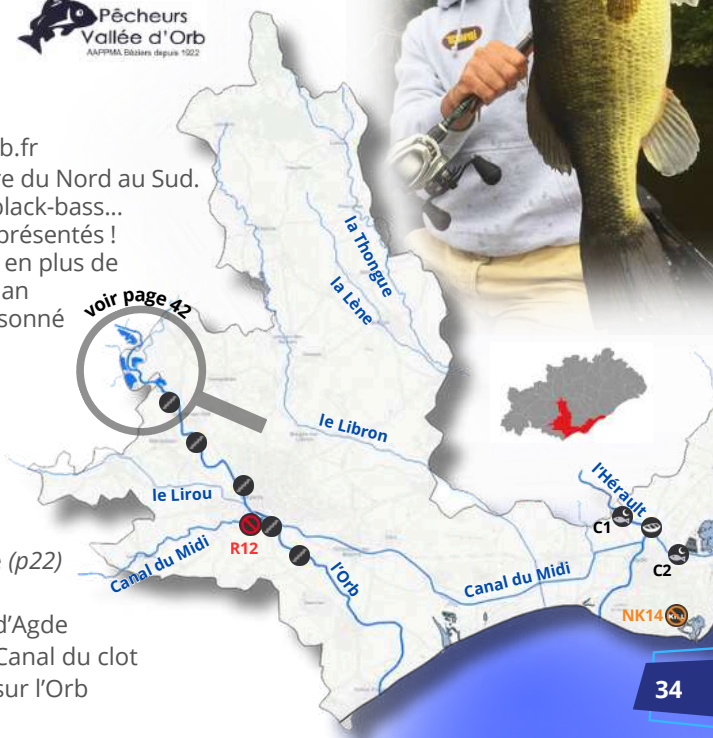 Pêcheurs
Vallée d'Orb
AAPPMA Béziers depuis 1922
b.fr
re du Nord au Sud.
black-bass...
présentés !
en plus de
an
sonné
voir page 42
la Thongue
la Lène
le Libron
le Lirou
R12
Canal du Midi
l'Orb
Canal du Midi
l'Hérault
C1
C2
NK14
e (p22)
d'Agde
Canal du clot
sur l'Orb
34